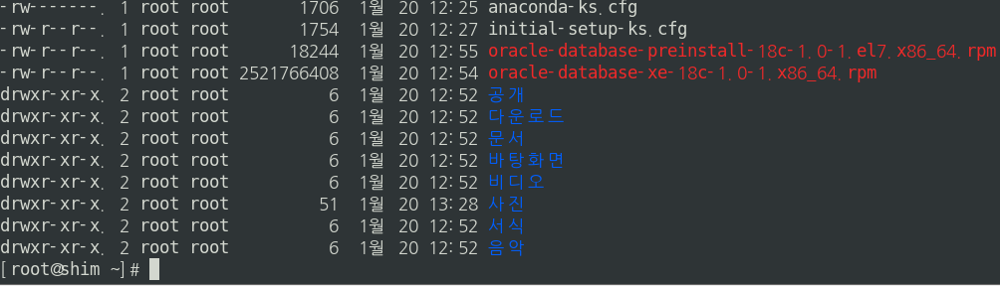 -rw-------. 1 root root 1706 1월 20 12:25 anaconda-ks.cfg
-rw-r--r--. 1 root root 1754 1월 20 12:27 initial-setup-ks.cfg
-rw-r--r--. 1 root root 18244 1월 20 12:55 oracle-database-preinstall-18c-1.0-1.el7.x86_64.rpm
-rw-r--r--. 1 root root 2521766408 1월 20 12:54 oracle-database-xe-18c-1.0-1.x86_64.rpm
drwxr-xr-x. 2 root root 6 1월 20 12:52 공개
drwxr-xr-x. 2 root root 6 1월 20 12:52 다운로드
drwxr-xr-x. 2 root root 6 1월 20 12:52 문서
drwxr-xr-x. 2 root root 6 1월 20 12:52 바탕화면
drwxr-xr-x. 2 root root 6 1월 20 12:52 비디오
drwxr-xr-x. 2 root root 51 1월 20 13:28 사진
drwxr-xr-x. 2 root root 6 1월 20 12:52 서식
drwxr-xr-x. 2 root root 6 1월 20 12:52 음악
[root@shim ~]#